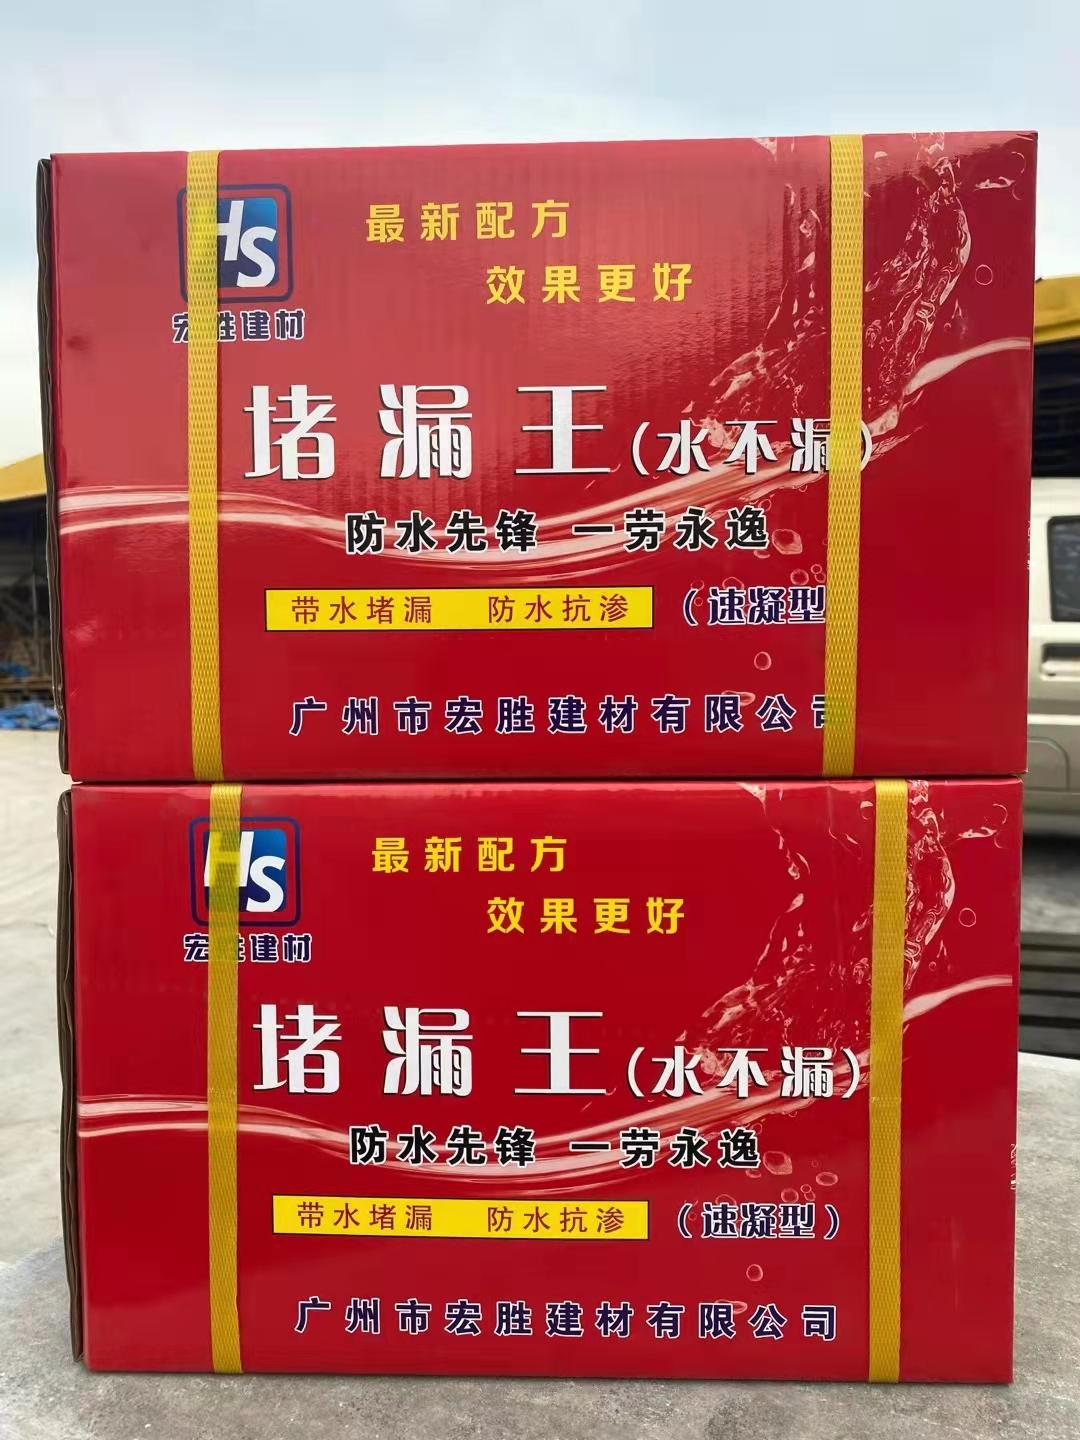 HS
宏胜建材
最新配方
效果更好
堵漏王(水不漏)
防水先锋 一劳永逸
带水堵漏 防水抗渗 (速凝型
广州市宏胜建材有限公司
HS
宏胜建材
最新配方
效果更好
堵漏王(水不漏)
防水先锋 一劳永逸
带水堵漏 防水抗渗 (速凝型)
广州市宏胜建材有限公司